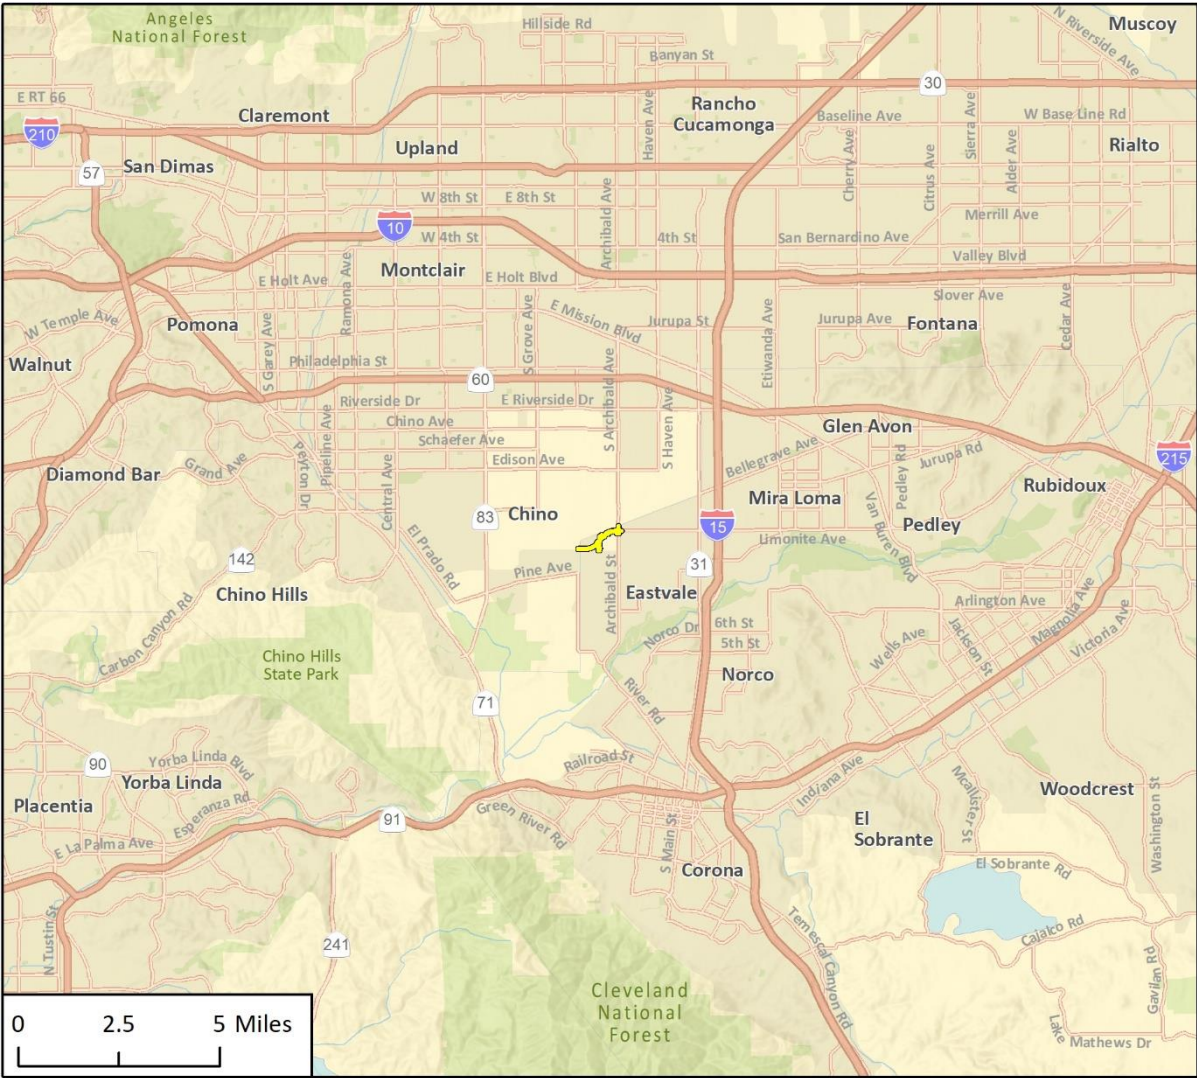 Angeles
National Forest
Hillside Rd
Muscoy
N Riverside Ave
Banyan St
30
E RT 66
Claremont
Haven Ave
Rancho
Cucamonga
Baseline Ave
Sierra Ave
W Base Line Rd
210
Upland
Cherry Ave
Citrus Ave
Alder Ave
Rialto
57
San Dimas
W 8th St
E 8th St
Archibald Ave
Merrill Ave
10
W 4th St
4th St
San Bernardino Ave
Valley Blvd
Montclair
E Holt Ave
Ramona Ave
E Holt Blvd
Slover Ave
W Temple Ave
Pomona
S Garey Ave
S Grove Ave
E Mission Blvd
Jurupa St
Etiwanda Ave
Jurupa Ave
Fontana
Cedar Ave
Walnut
Philadelphia St
60
S Archibald Ave
Riverside Dr
E Riverside Dr
Chino Ave
Schaefer Ave
Edison Ave
S Haven Ave
Glen Avon
Bellegrave Ave
Pedley Rd
Jurupa Rd
215
Diamond Bar
Grand Ave
Peyton Dr
Pipeline Ave
Central Ave
83
Chino
Mira Loma
Van Buren Blvd
Rubidoux
Pedley
15
Limonite Ave
142
El Prado Rd
Pine Ave
Archibald St
31
Eastvale
Chino Hills
Carbon Canyon Rd
Arlington Ave
Magnolia Ave
Victoria Ave
Norco Dr
6th St
5th St
Wells Ave
Jackson St
Chino Hills
State Park
Norco
71
River Rd
90
Yorba Linda Blvd
Yorba Linda
Railroad St
Indiana Ave
Mcallister St
Woodcrest
Placentia
Esperanza Rd
91
Green River Rd
S Main St
El
Sobrante
Washington St
E La Palma Ave
Corona
El Sobrante Rd
N Tustin St
241
Temescal Canyon Rd
Cajalco Rd
Gavilan Rd
Cleveland
National
Forest
Lake
Mathews Dr
0 2.5 5 Miles